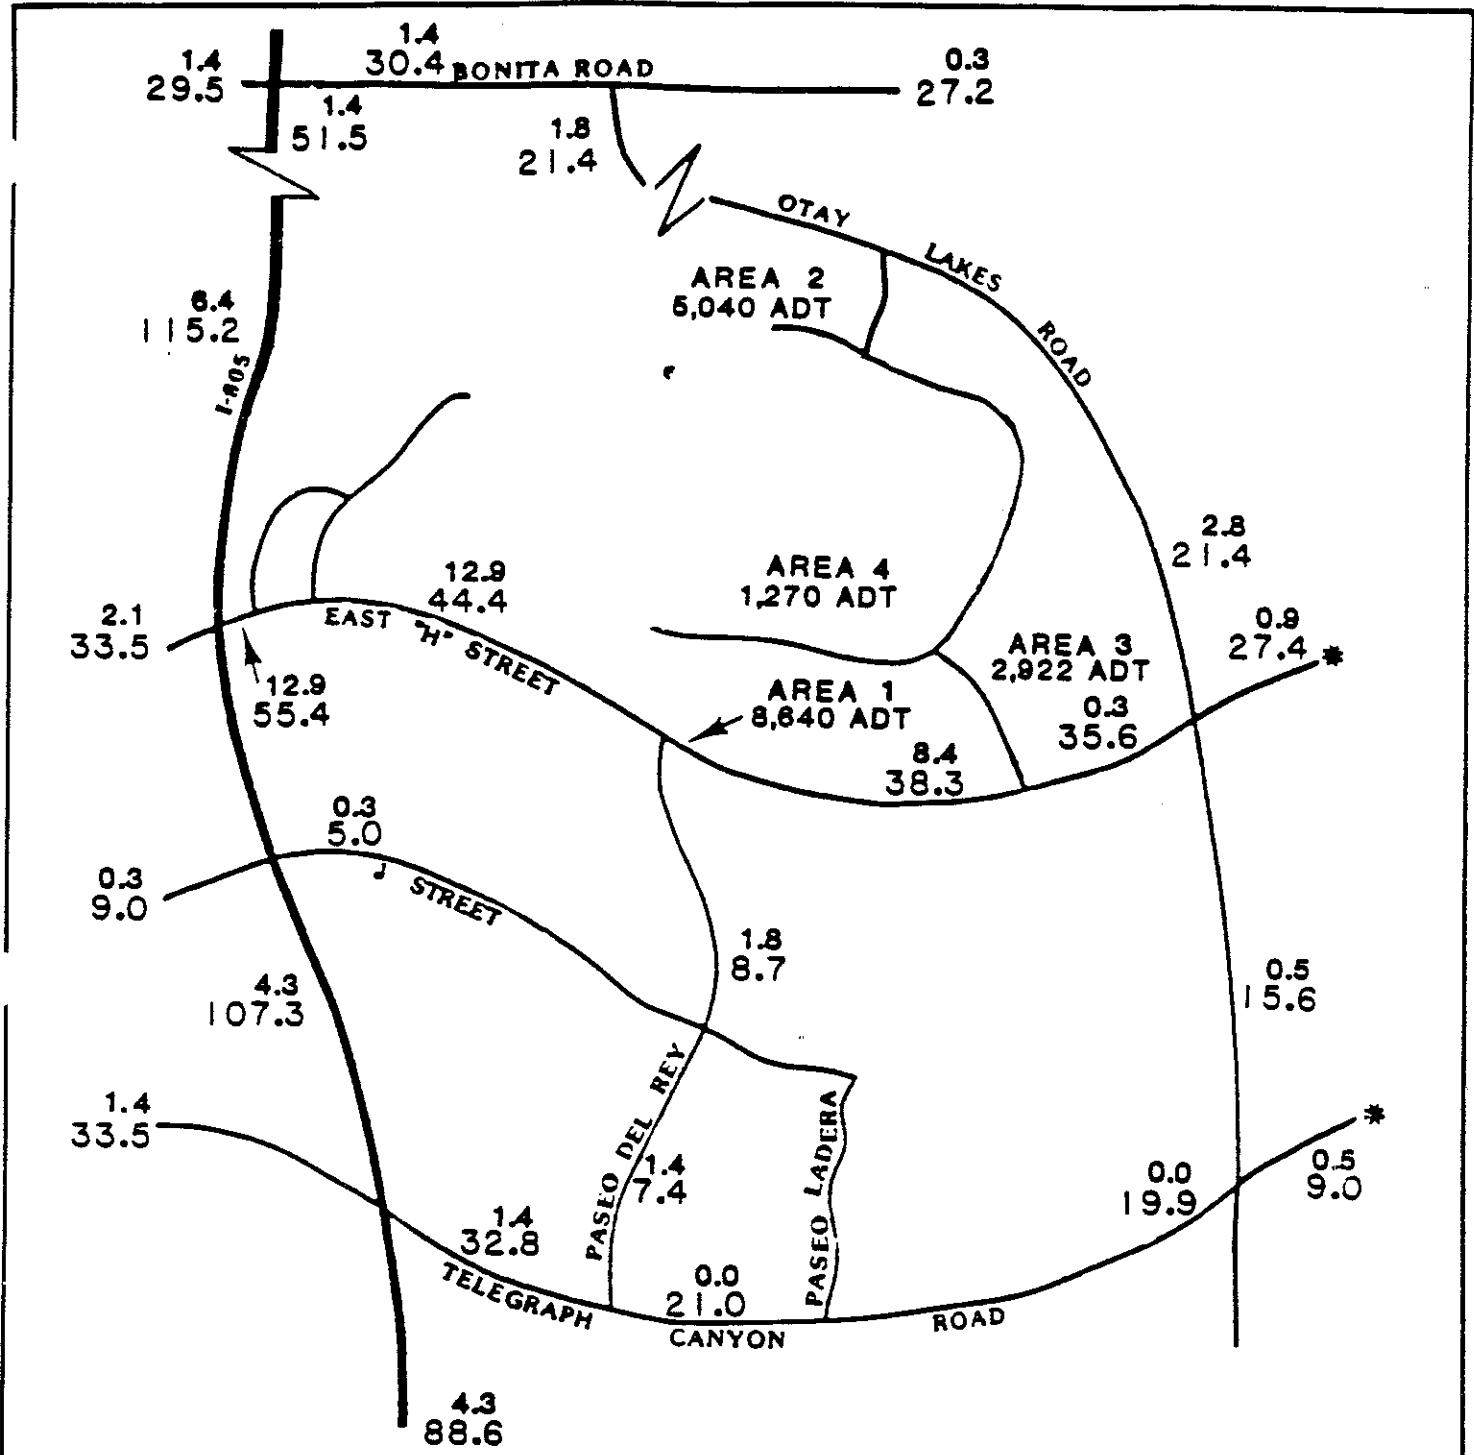 1.4
30.4
BONITA ROAD
1.4
29.5
0.3
27.2
1.4
51.5
1.8
21.4
OTAY
LAKES
ROAD
AREA 2
5,040 ADT
6.4
115.2
I-805
2.8
21.4
12.9
44.4
AREA 4
1,270 ADT
2.1
33.5
EAST "H" STREET
AREA 3
2,922 ADT
0.9
27.4 *
12.9
55.4
AREA 1
8,640 ADT
0.3
35.6
8.4
38.3
0.3
5.0
J STREET
0.3
9.0
1.8
8.7
4.3
107.3
0.5
15.6
PASEO DEL REY
1.4
33.5
PASEO LADERA
*
1.4
7.4
0.0
19.9
0.5
9.0
1.4
32.8
0.0
21.0
TELEGRAPH
CANYON
ROAD
4.3
88.6